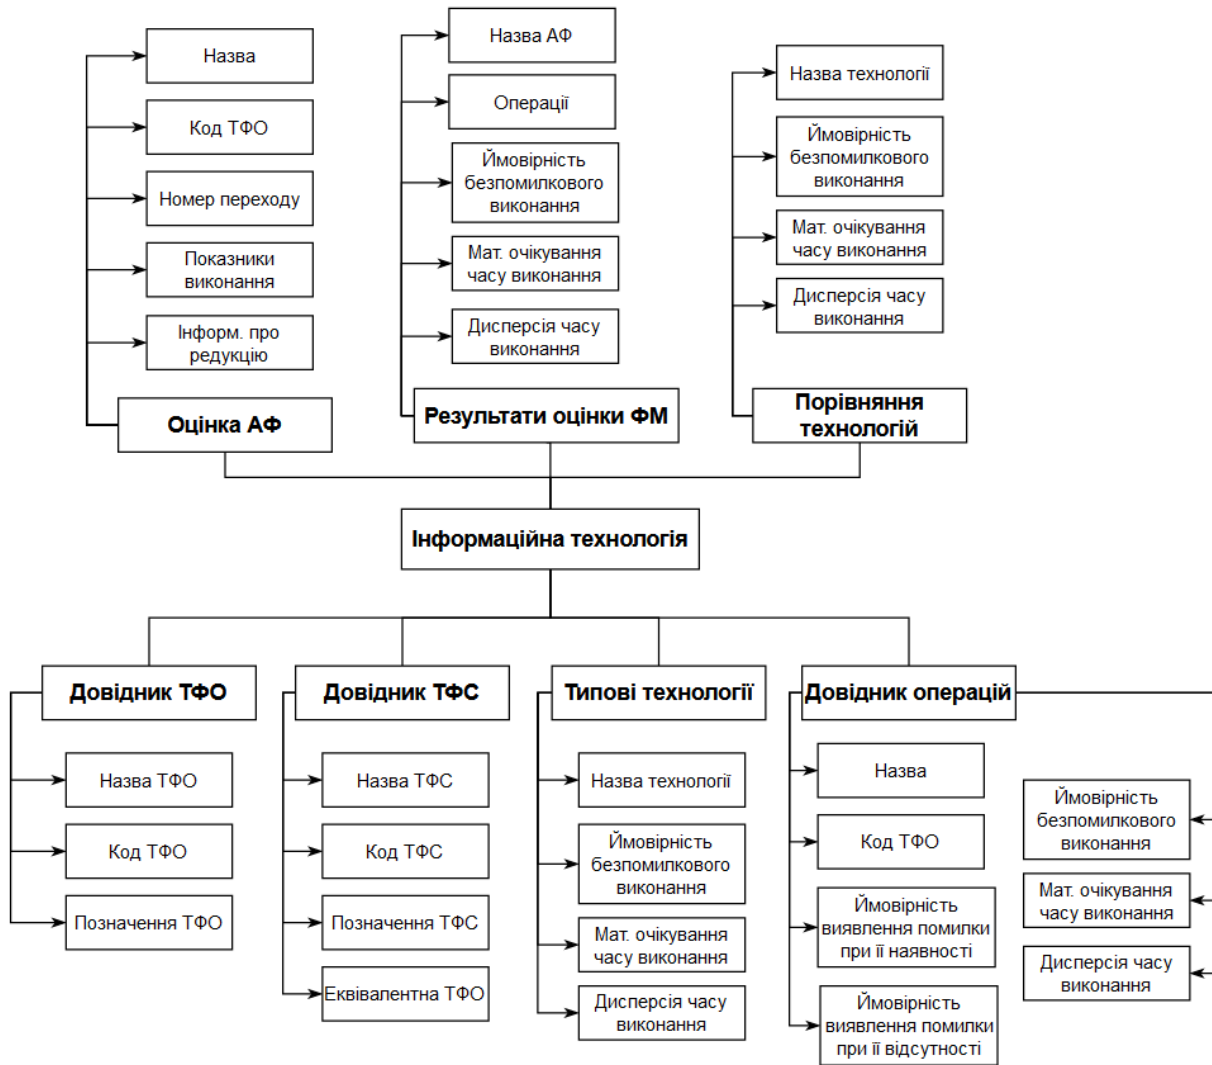 Назва
Код ТФО
Номер переходу
Показники
виконання
Інформ. про
редукцію
Оцінка АФ
Назва АФ
Операції
Ймовірність
безпомилкового
виконання
Мат. очікування
часу виконання
Дисперсія часу
виконання
Результати оцінки ФМ
Назва технології
Ймовірність
безпомилкового
виконання
Мат. очікування
часу виконання
Дисперсія часу
виконання
Порівняння
технологій
Інформаційна технологія
Довідник ТФО
Назва ТФО
Код ТФО
Позначення ТФО
Довідник ТФС
Назва ТФС
Код ТФС
Позначення ТФС
Еквівалентна ТФО
Типові технології
Назва технології
Ймовірність
безпомилкового
виконання
Мат. очікування
часу виконання
Дисперсія часу
виконання
Довідник операцій
Назва
Код ТФО
Ймовірність
виявлення помилки
при її наявності
Ймовірність
виявлення помилки
при її відсутності
Ймовірність
безпомилкового
виконання
Мат. очікування
часу виконання
Дисперсія часу
виконання